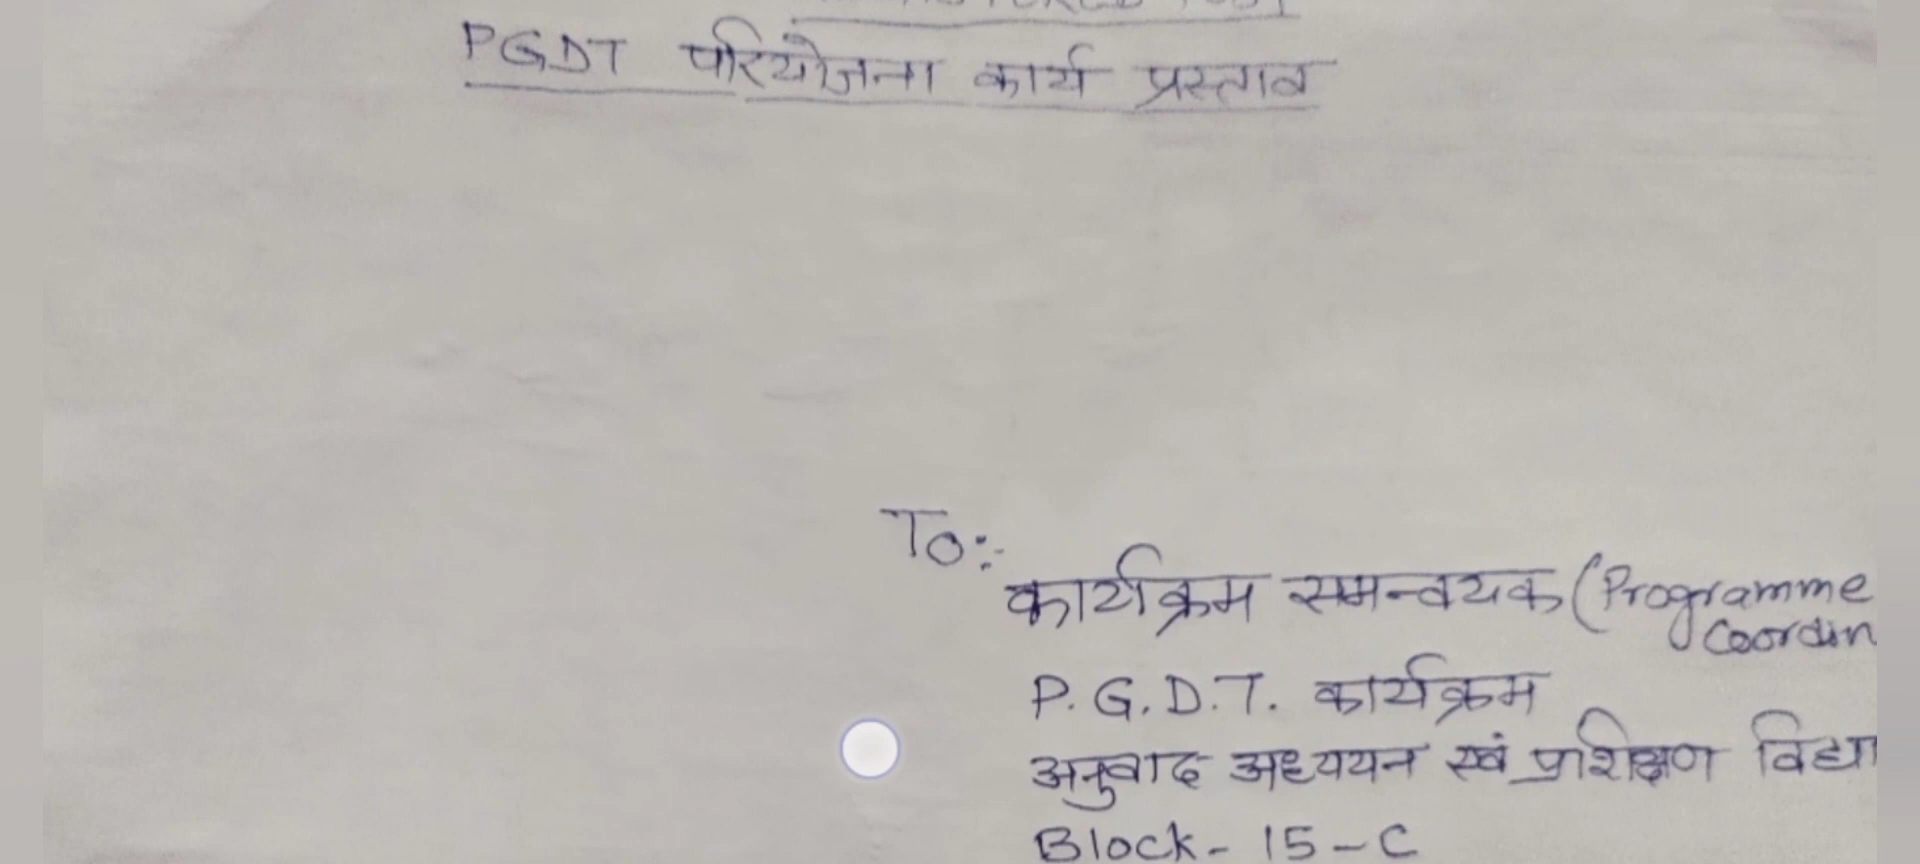 PGDT परियोजना कार्य प्रस्ताव
To:-
कार्यक्रम समन्वयक (Programme
P.G.D.T. कार्यक्रम
अनुवाद अध्ययन एवं प्रशिक्षण
Block- 15-C